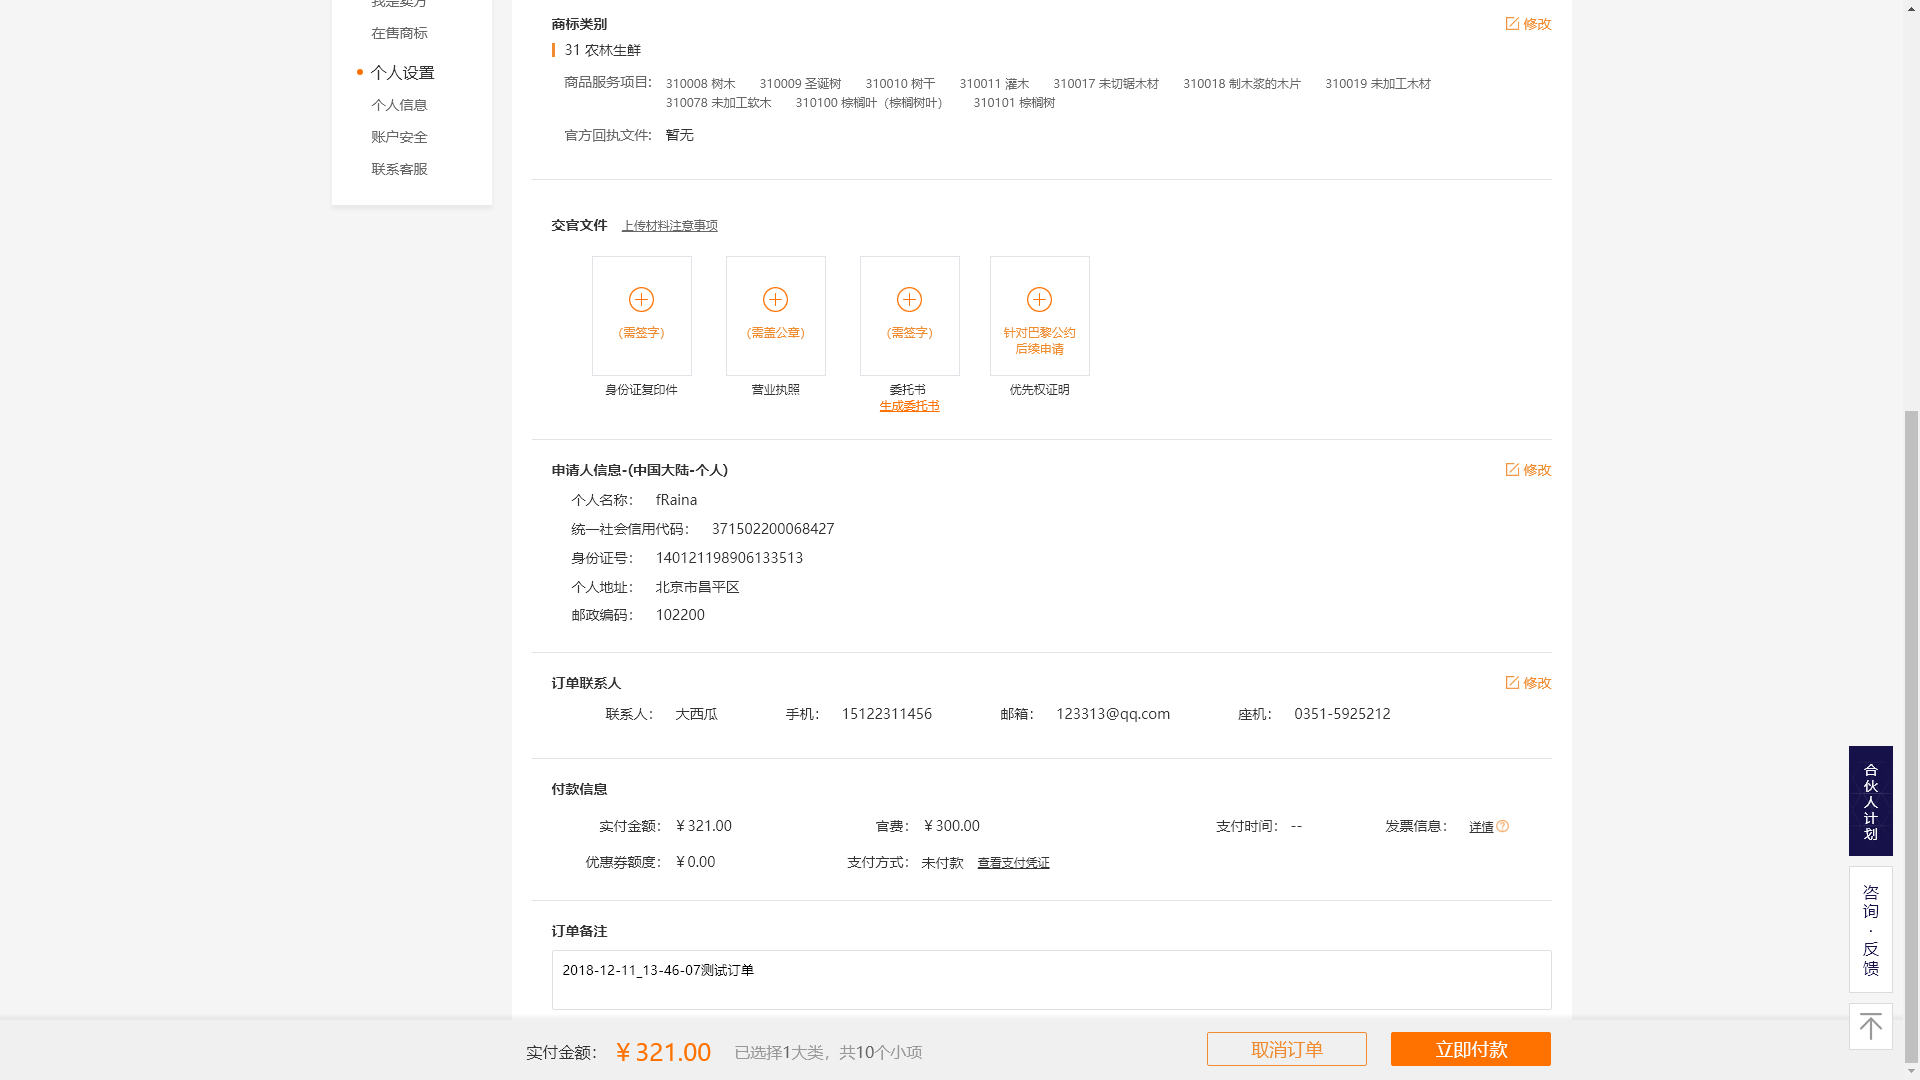 我是卖方
在售商标
个人设置
个人信息
账户安全
联系客服
商标类别
修改
31 农林生鲜
商品服务项目: 310008 树木 310009 圣诞树 310010 树干 310011 灌木 310017 未切锯木材 310018 制木浆的木片 310019 未加工木材
310078 未加工软木 310100 棕榈叶（棕榈树叶） 310101 棕榈树
官方回执文件: 暂无
交官文件 上传材料注意事项
(需签字) (需盖公章) (需签字) 针对巴黎公约
后续申请
身份证复印件 营业执照 委托书 优先权证明
生成委托书
申请人信息-(中国大陆-个人)
修改
个人名称： fRaina
统一社会信用代码： 371502200068427
身份证号： 140121198906133513
个人地址： 北京市昌平区
邮政编码： 102200
订单联系人
修改
联系人： 大西瓜 手机： 15122311456 邮箱： 123313@qq.com 座机： 0351-5925212
付款信息
实付金额： ¥321.00 官费： ¥300.00 支付时间： -- 发票信息： 详情
优惠券额度： ¥0.00 支付方式： 未付款 查看支付凭证
订单备注
2018-12-11_13-46-07测试订单
实付金额： ¥321.00 已选择1大类，共10个小项
取消订单
立即付款
合伙人计划
咨询·反馈